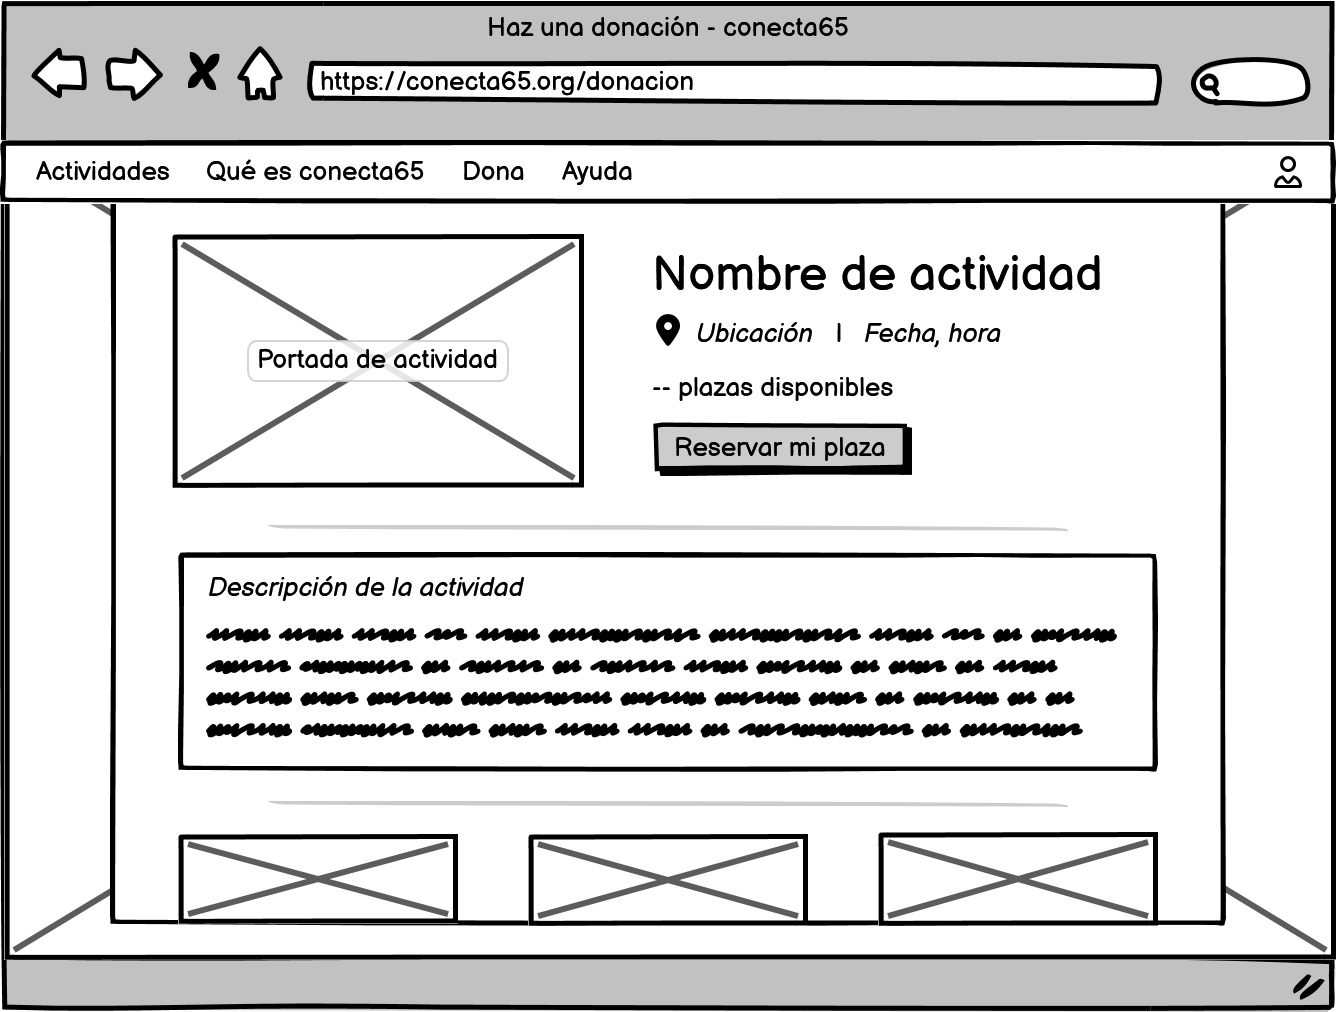 Haz una donación - conecta65
https://conecta65.org/donacion
Actividades Qué es conecta65 Dona Ayuda
Portada de actividad
Nombre de actividad
Ubicación | Fecha, hora
-- plazas disponibles
Reservar mi plaza
Descripción de la actividad